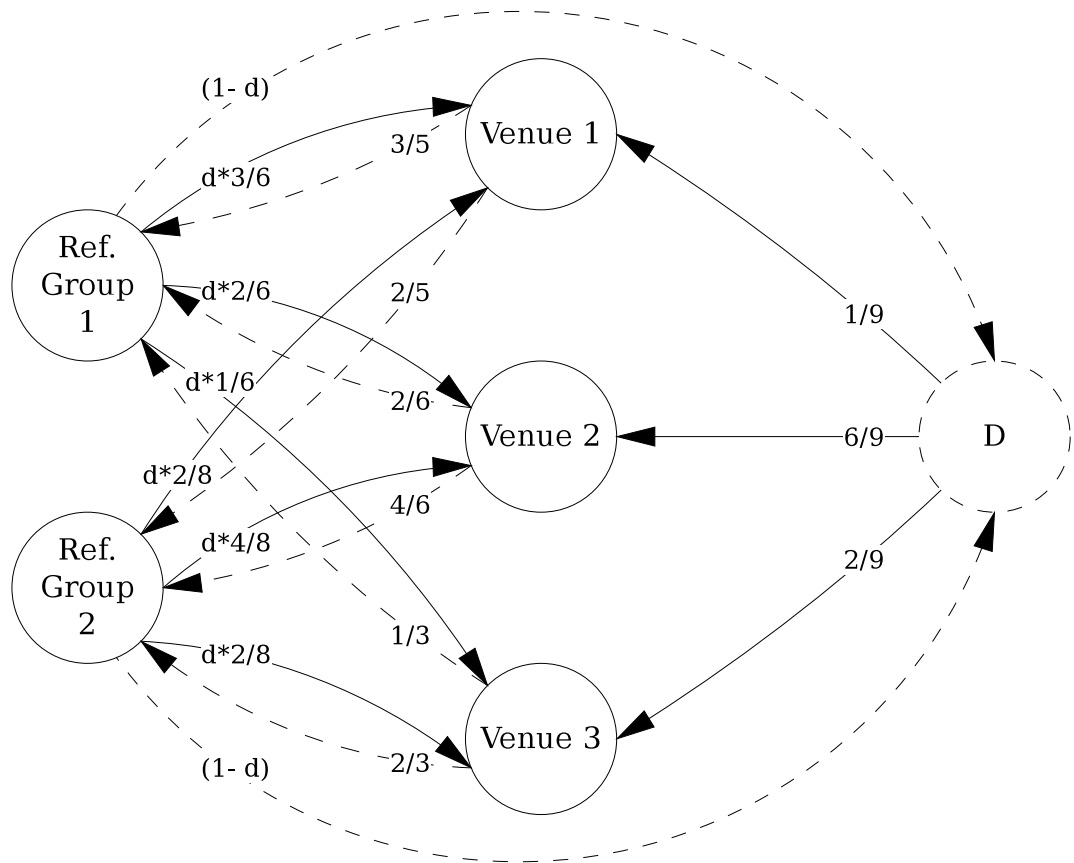 (1- d)
Venue 1
3/5
d*3/6
Ref.
Group
1
d*2/6
2/5
1/9
d*1/6
2/6
Venue 2
6/9
D
d*2/8
4/6
d*4/8
2/9
Ref.
Group
2
1/3
d*2/8
Venue 3
2/3
(1- d)